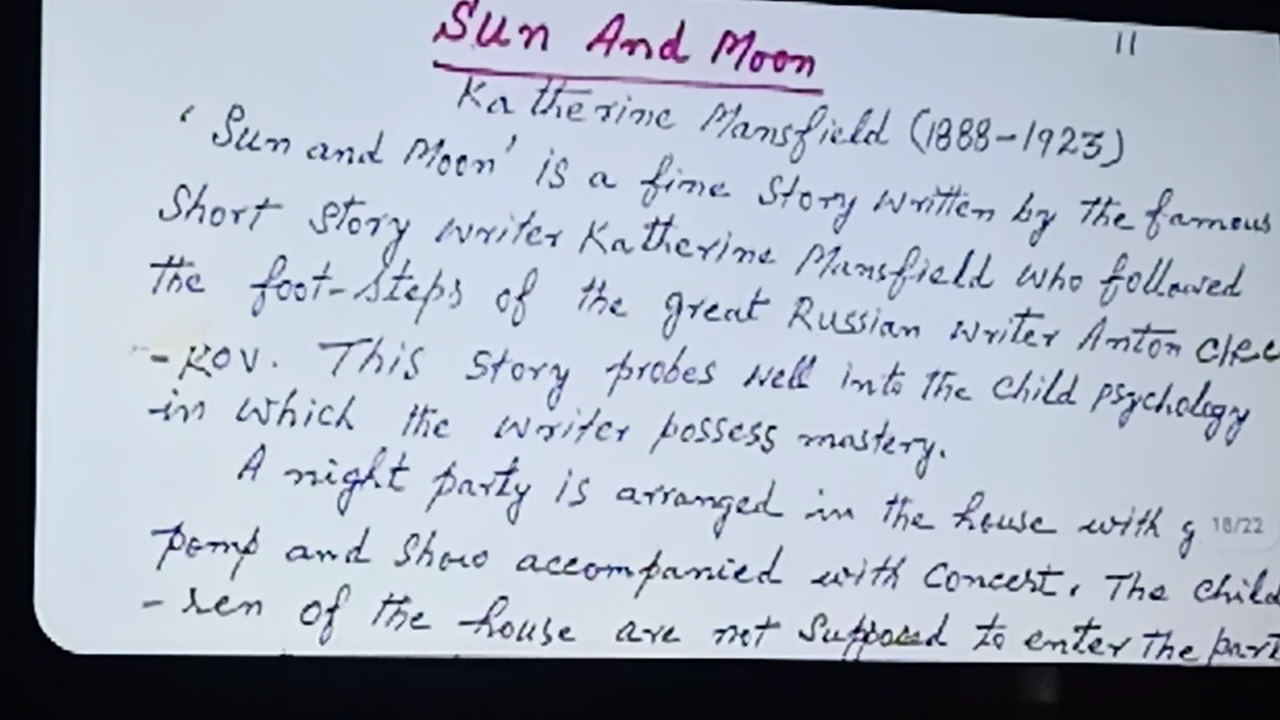 Sun And Moon
11
Katherine Mansfield (1888-1923)
'Sun and Moon' is a fine Story written by the famous
Short Story writer Katherine Mansfield who followed
the foot-steps of the great Russian writer Anton Chec
-kov. This Story probes well into the child psychology
in which the writer possess mastery.
A night party is arranged in the house with g
18/22
pomp and show accompanied with Concert. The child
-ren of the house are not supposed to enter the part